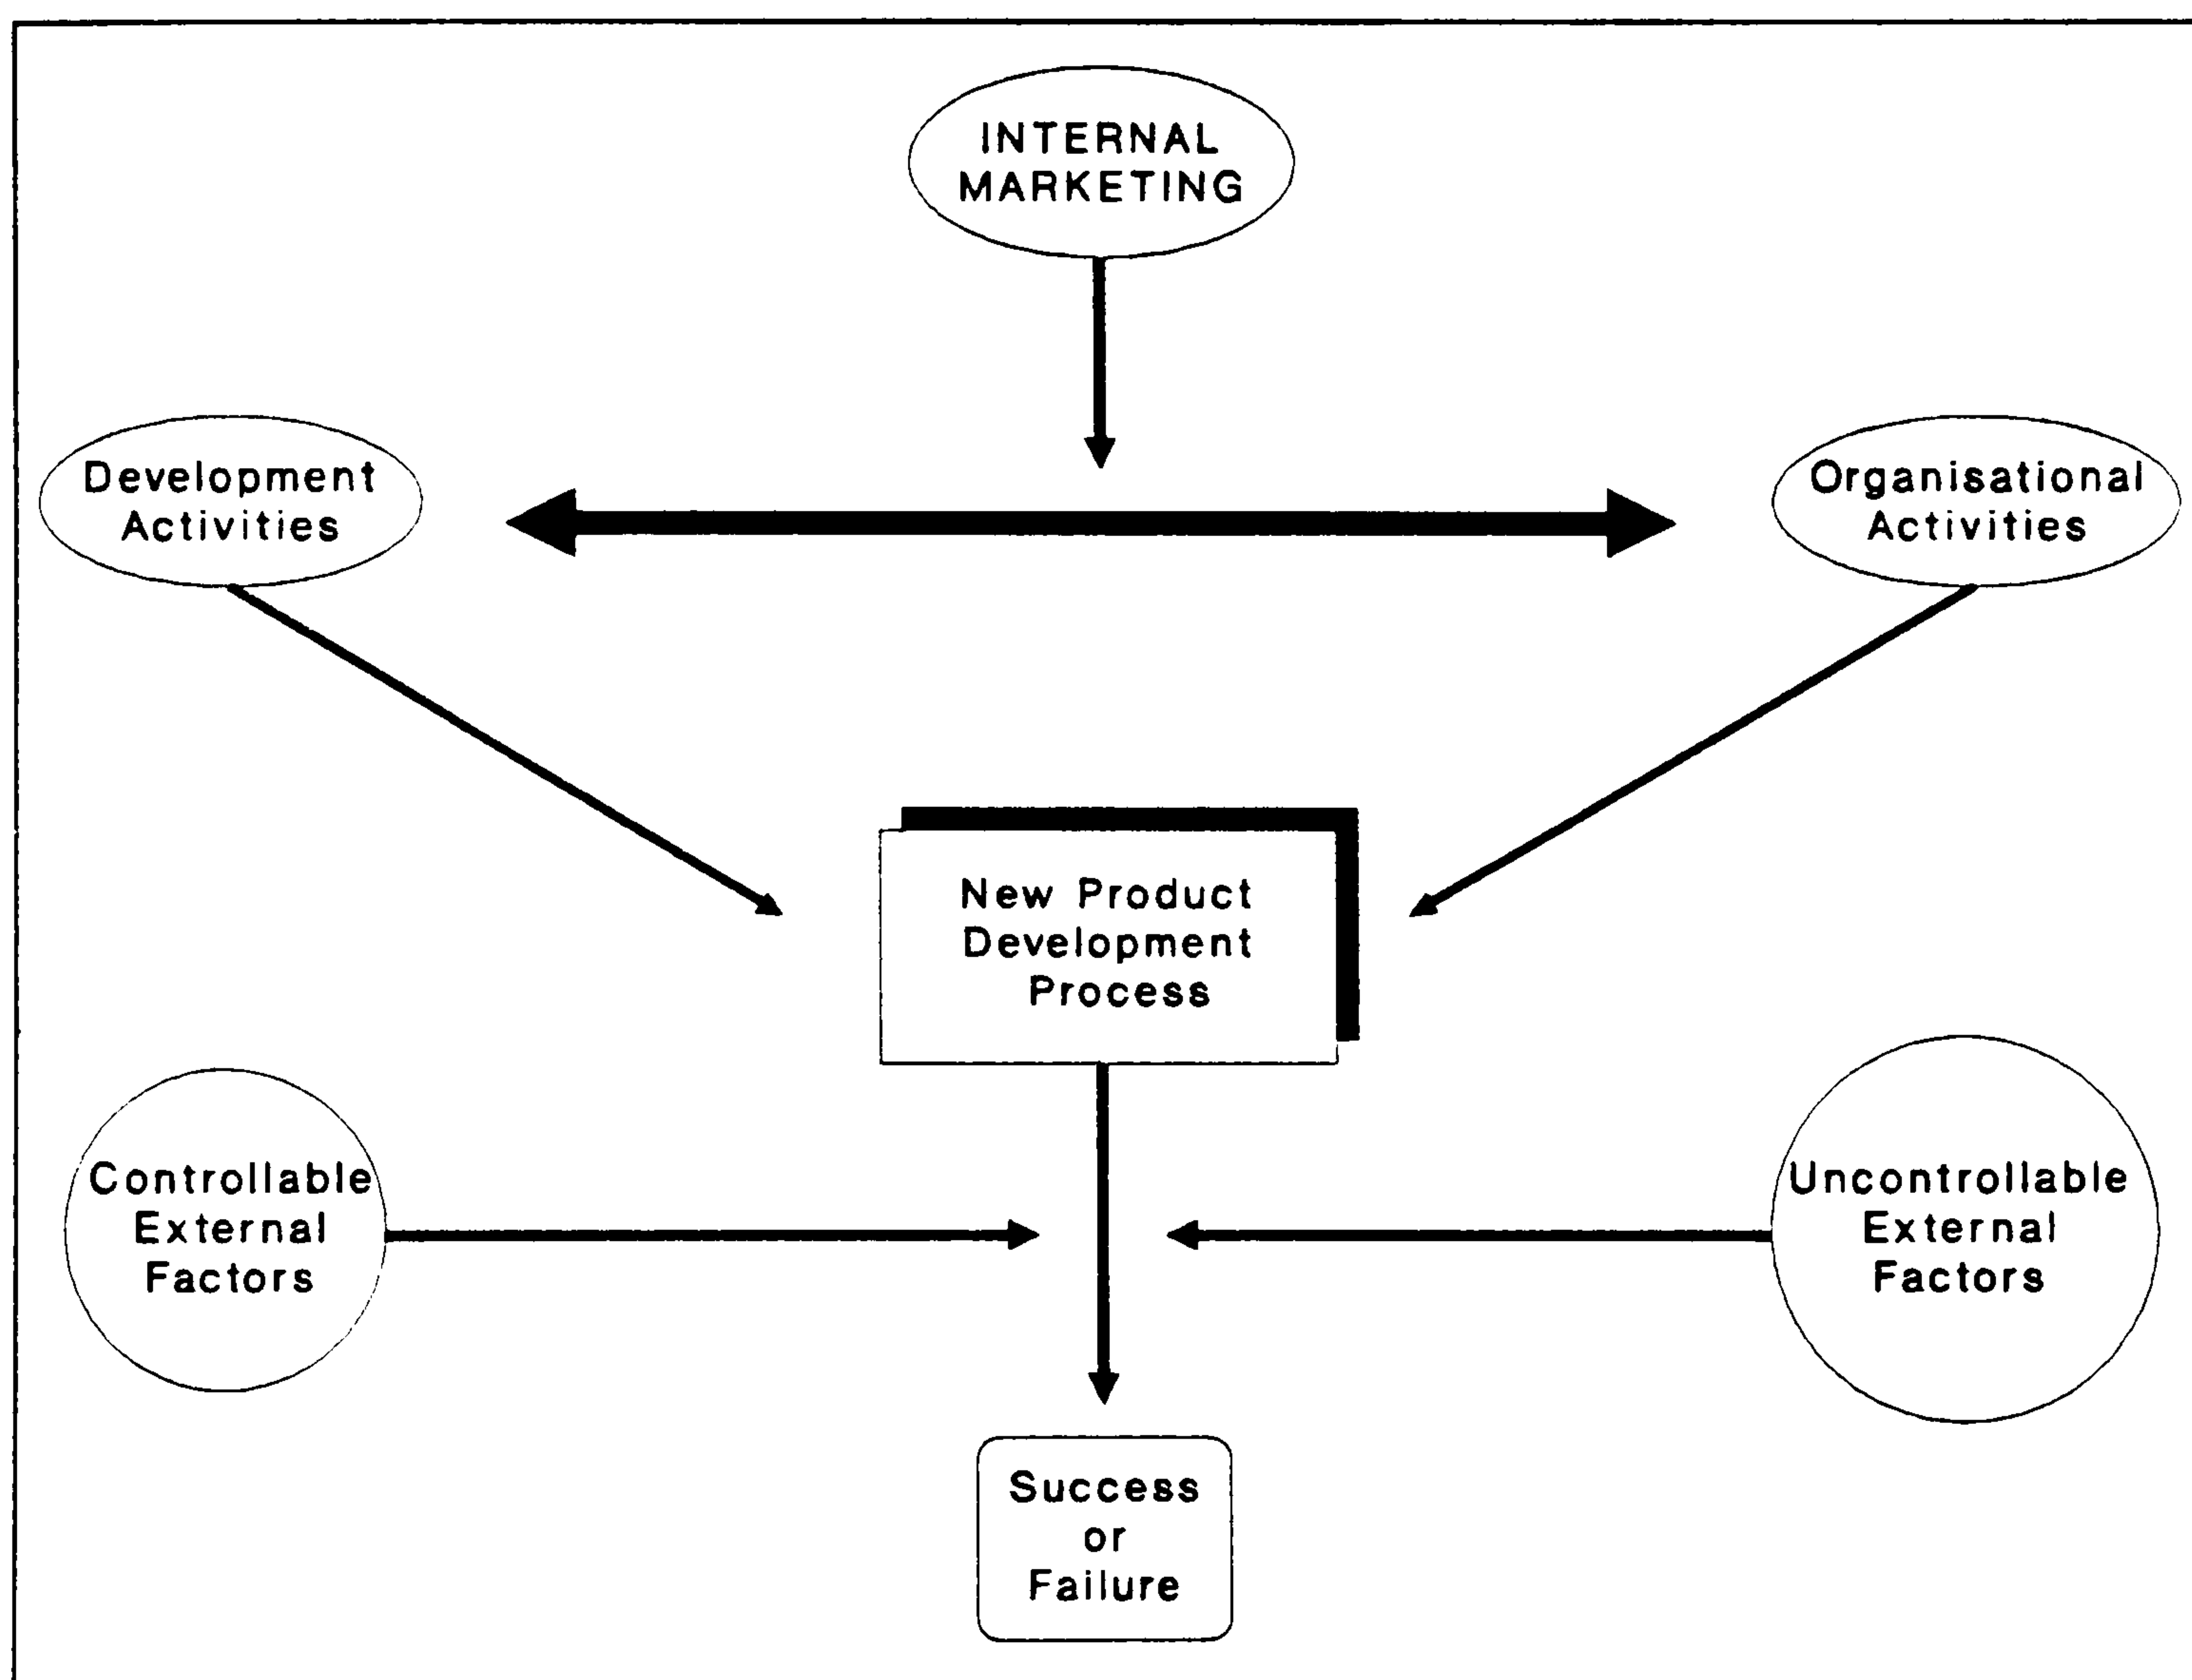 INTERNAL
MARKETING
Development
Activities
Organisational
Activities
New Product
Development
Process
Controllable
External
Factors
Uncontrollable
External
Factors
Success
or
Failure